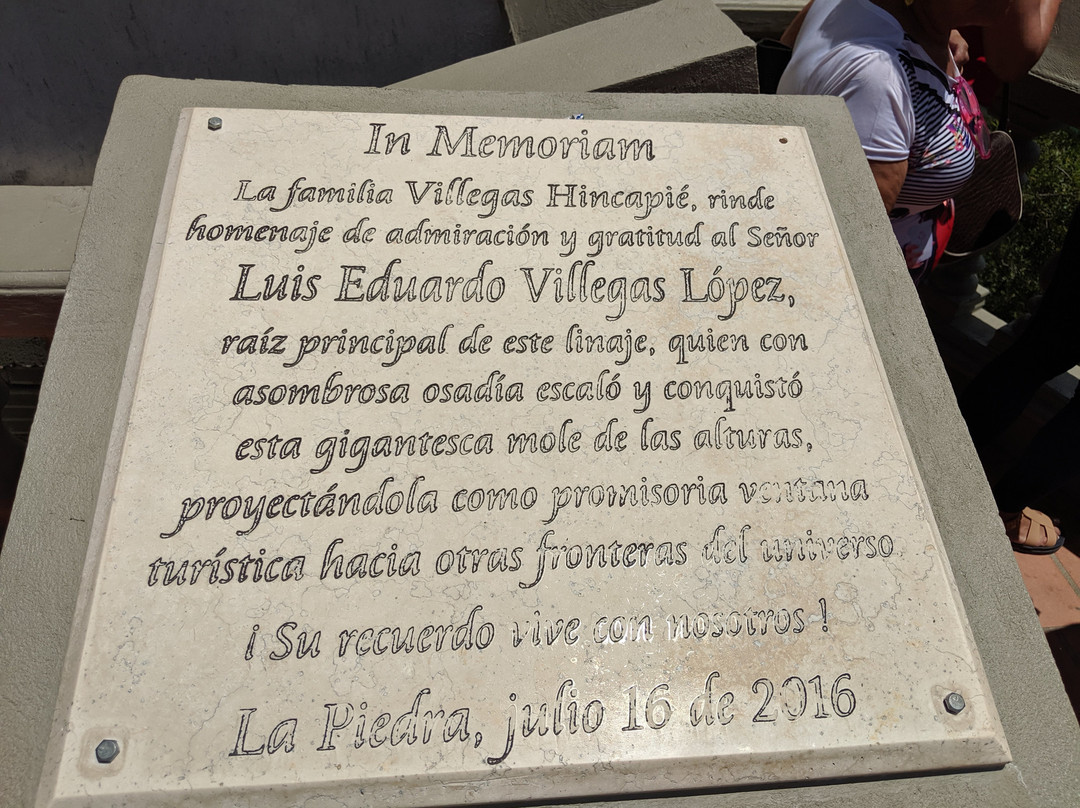 In Memoriam
La familia Villegas Hincapié, rinde
homenaje de admiración y gratitud al Señor
Luis Eduardo Villegas López,
raíz principal de este linaje, quien con
asombrosa osadía escaló y conquistó
esta gigantesca mole de las alturas,
proyectándola como promisoria ventana
turística hacia otras fronteras del universo
¡ Su recuerdo vive con nosotros !
La Piedra, julio 16 de 2016